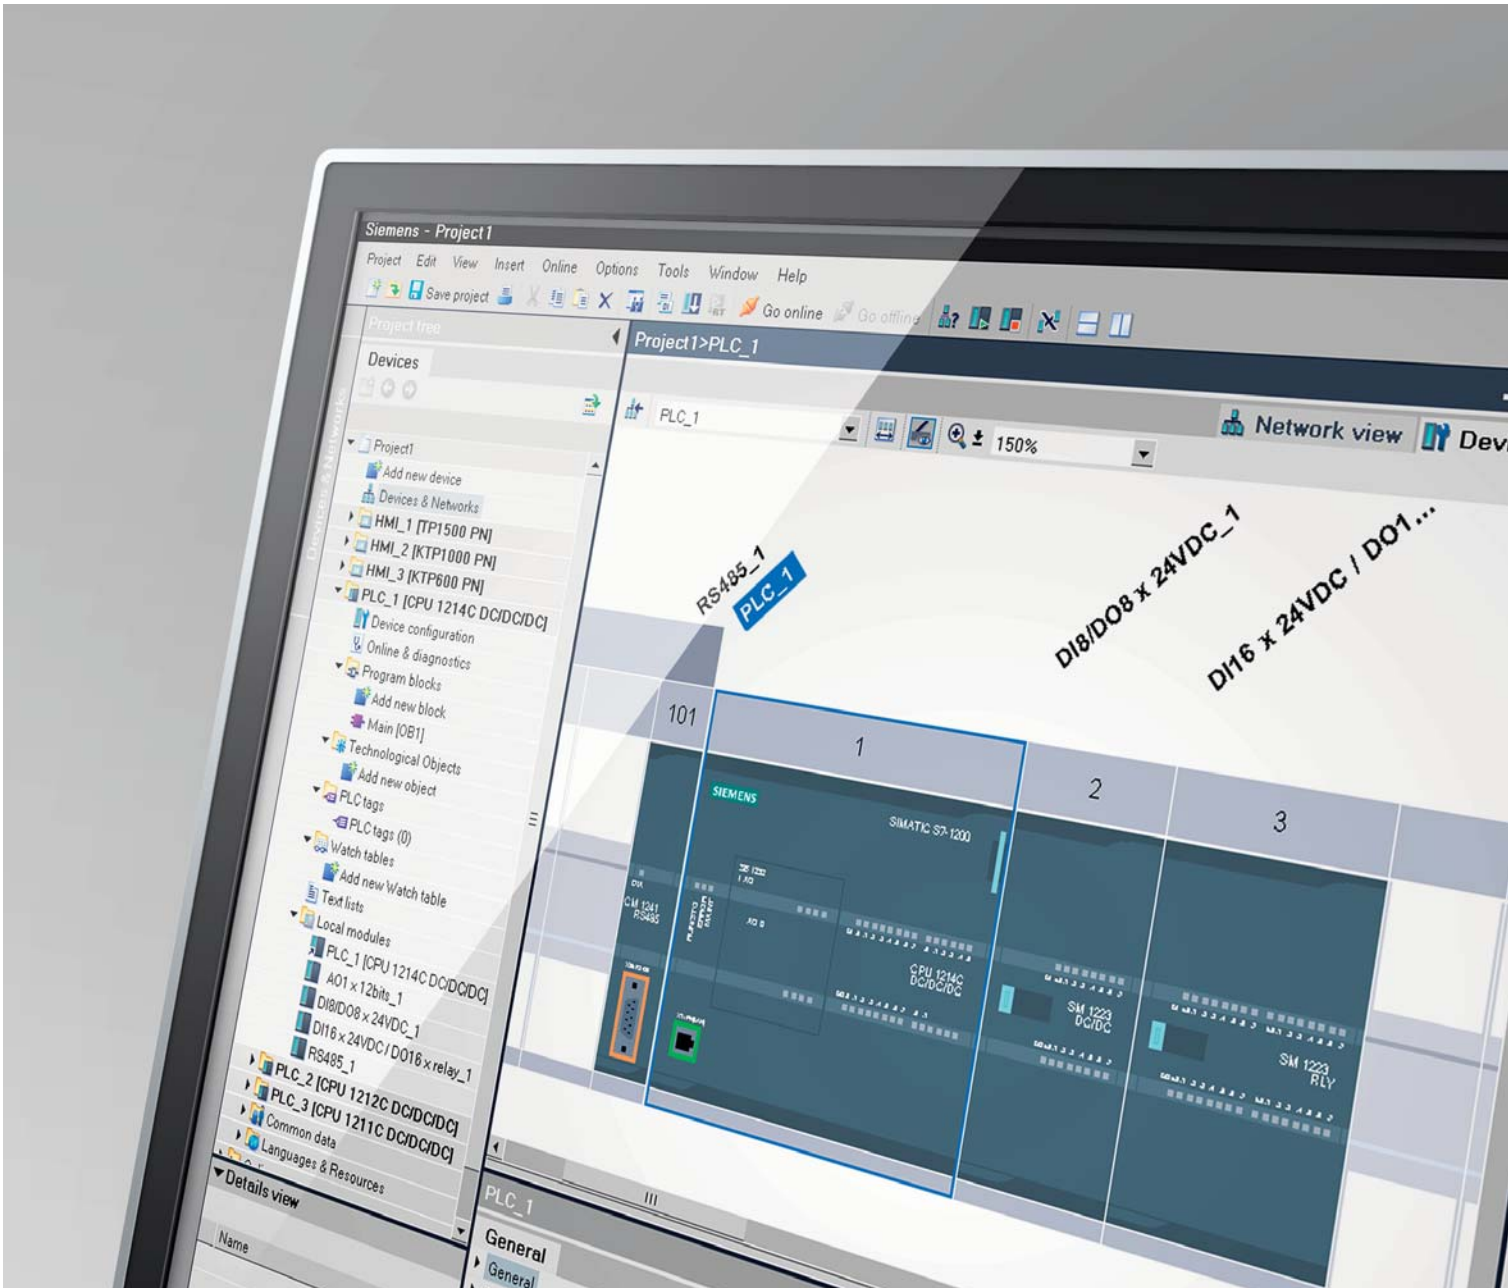 Siemens - Project1
Project Edit View Insert Online Options Tools Window Help
Save project Go online Go offline
Project tree
Project1>PLC_1
Devices
PLC_1
150%
Network view
Devices & Networks
Project1
Add new device
Devices & Networks
HMI_1 [TP1500 PN]
HMI_2 [KTP1000 PN]
HMI_3 [KTP600 PN]
PLC_1 [CPU 1214C DC/DC/DC]
Device configuration
Online & diagnostics
Program blocks
Add new block
Main [OB1]
Technological Objects
Add new object
PLC tags
PLC tags (0)
Watch tables
Add new Watch table
Text lists
Local modules
PLC_1 [CPU 1214C DC/DC/DC]
AO1 x 12bits_1
DI8/DO8 x 24VDC_1
DI16 x 24VDC / DO16 x relay_1
RS485_1
PLC_2 [CPU 1212C DC/DC/DC]
PLC_3 [CPU 1211C DC/DC/DC]
Common data
Languages & Resources
Details view
Name
RS485_1
PLC_1
DI8/DO8 x 24VDC_1
DI16 x 24VDC / DO1...
101
1
2
3
SIEMENS
SIMATIC S7-1200
CM 1241
RS485
CPU 1214C
DC/DC/DC
SM 1223
DC/DC
SM 1223
RLY
PLC_1
General
General